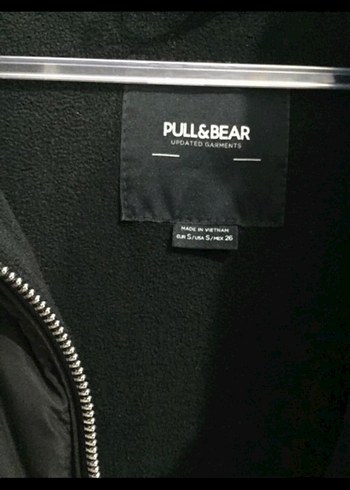 PULL&BEAR
UPDATED GARMENTS
MADE IN VIETNAM
EUR S/USA S/MEX 26